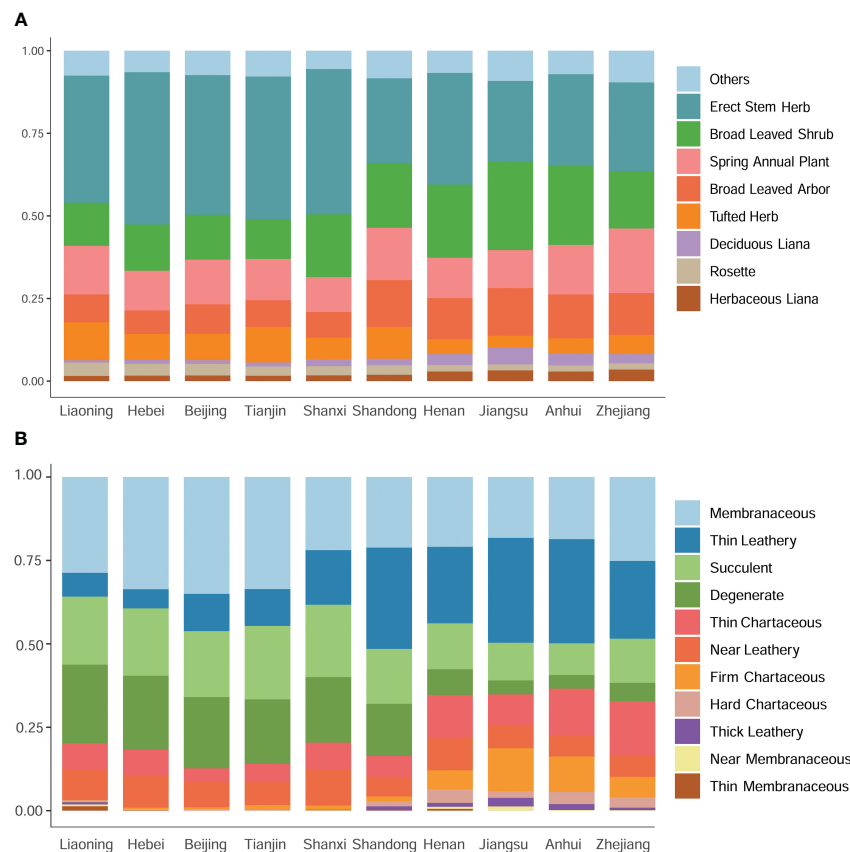 A
1.00
0.75
0.50
0.25
0.00
Liaoning Hebei Beijing Tianjin Shanxi Shandong Henan Jiangsu Anhui Zhejiang
Others
Erect Stem Herb
Broad Leaved Shrub
Spring Annual Plant
Broad Leaved Arbor
Tufted Herb
Deciduous Liana
Rosette
Herbaceous Liana
B
1.00
0.75
0.50
0.25
0.00
Liaoning Hebei Beijing Tianjin Shanxi Shandong Henan Jiangsu Anhui Zhejiang
Membranaceous
Thin Leathery
Succulent
Degenerate
Thin Chartaceous
Near Leathery
Firm Chartaceous
Hard Chartaceous
Thick Leathery
Near Membranaceous
Thin Membranaceous